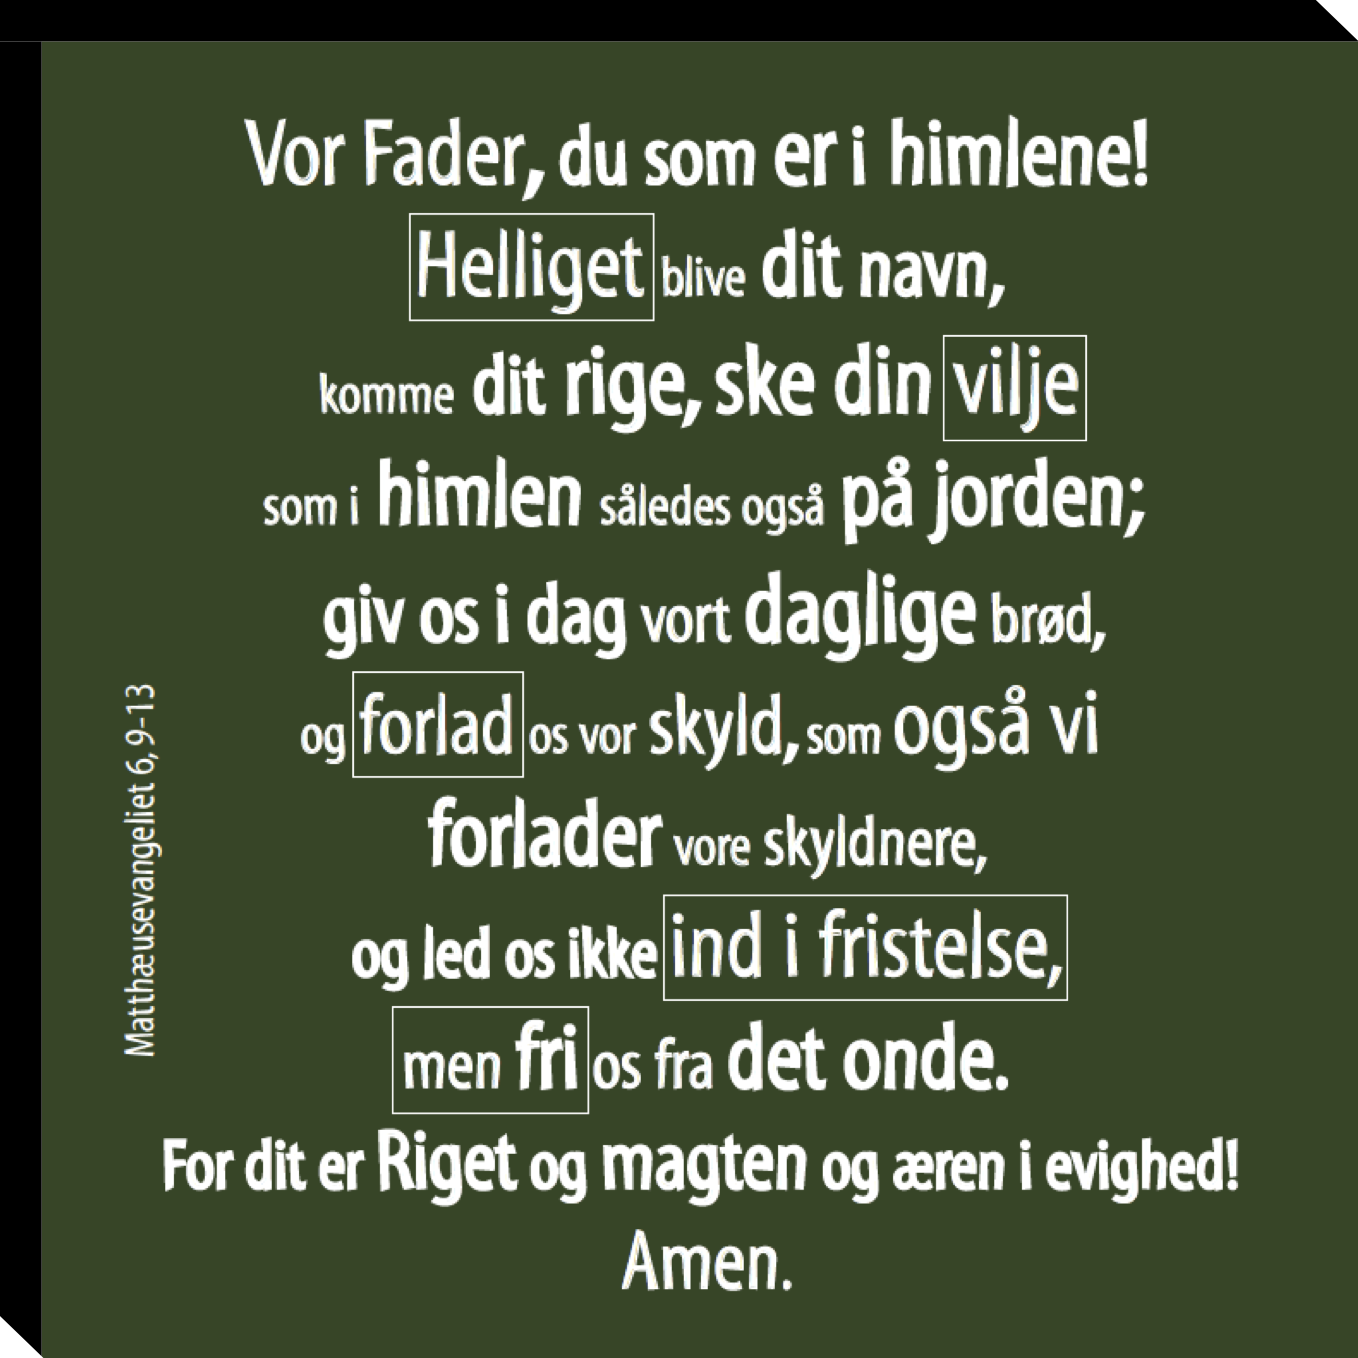 Vor Fader, du som er i himlene!
Helliget blive dit navn,
komme dit rige, ske din vilje
som i himlen således også på jorden;
giv os i dag vort daglige brød,
og forlad os vor skyld, som også vi
forlader vore skyldnere,
og led os ikke ind i fristelse,
men fri os fra det onde.
For dit er Riget og magten og æren i evighed!
Amen.
Matthæusevangeliet 6, 9-13